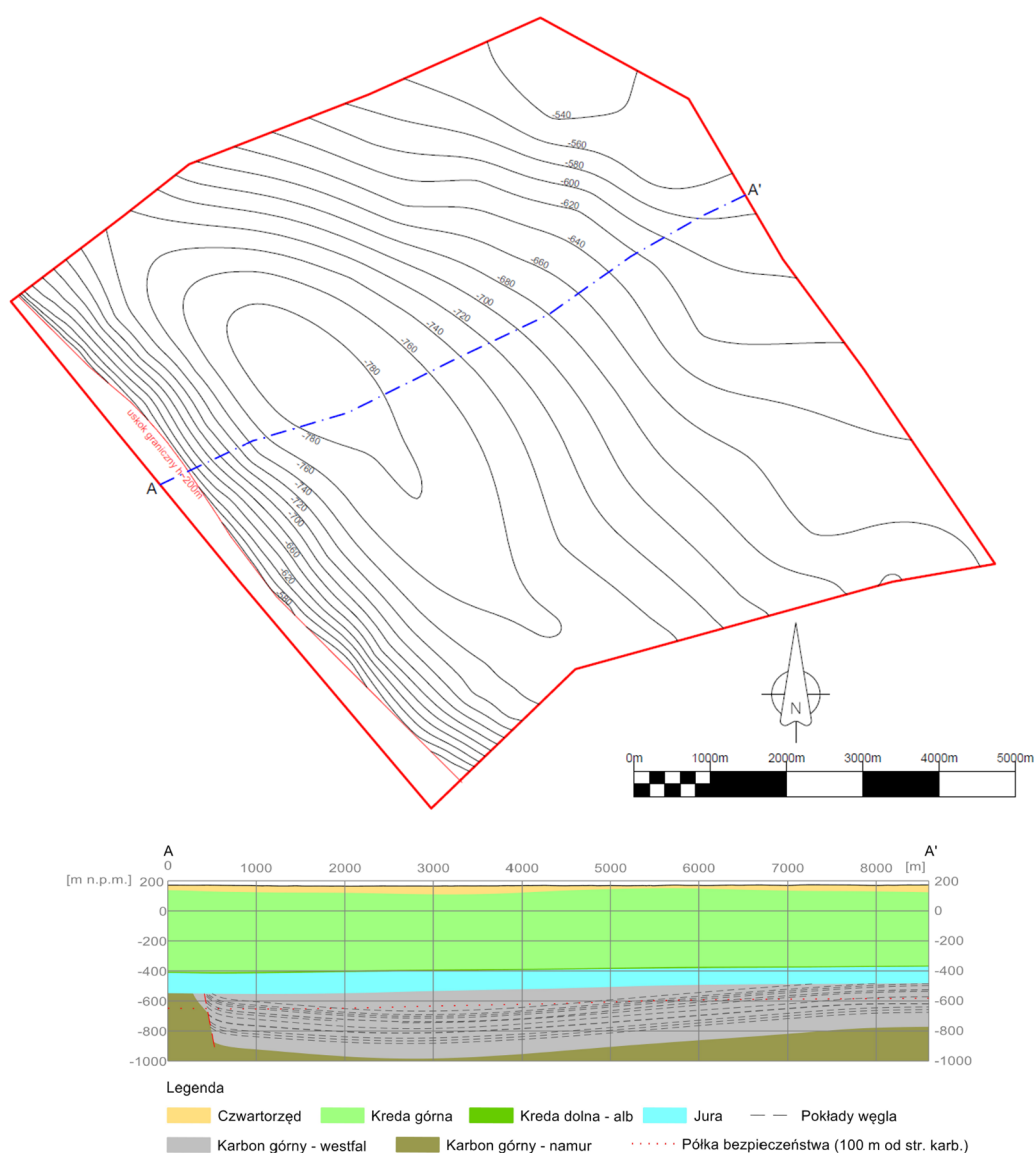 -540
-560
-580
-600
-620
-640
-660
-680
-700
-720
-740
-760
-780
A'
-780
-760
-740
-720
-700
-660
-620
-580
uskok graniczny h~200m
A
N
0m 1000m 2000m 3000m 4000m 5000m
A A'
0 1000 2000 3000 4000 5000 6000 7000 8000 [m]
[m n.p.m.]
200 200
0 0
-200 -200
-400 -400
-600 -600
-800 -800
-1000 -1000
Legenda
Czwartorzęd Kreda górna Kreda dolna - alb Jura Pokłady węgla
Karbon górny - westfal Karbon górny - namur Półka bezpieczeństwa (100 m od str. karb.)